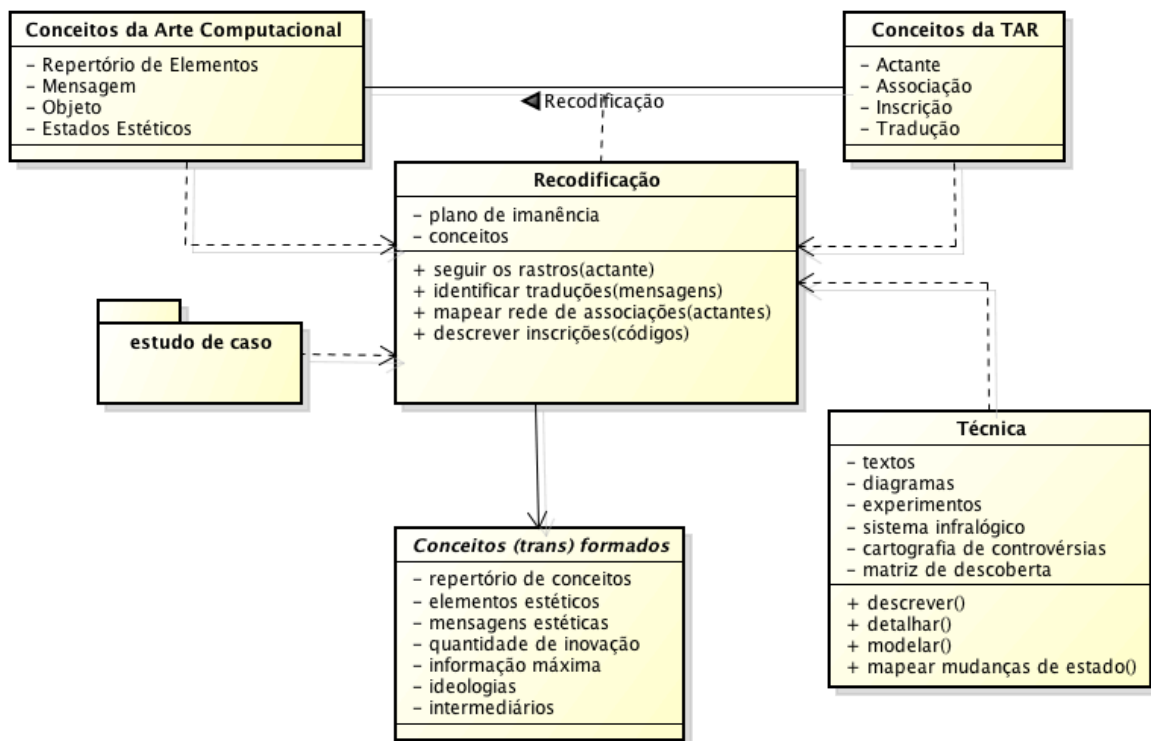 Conceitos da Arte Computacional
- Repertório de Elementos
- Mensagem
- Objeto
- Estados Estéticos
Conceitos da TAR
- Actante
- Associação
- Inscrição
- Tradução
Recodificação
Recodificação
- plano de imanência
- conceitos
+ seguir os rastros(actante)
+ identificar traduções(mensagens)
+ mapear rede de associações(actantes)
+ descrever inscrições(códigos)
estudo de caso
Técnica
- textos
- diagramas
- experimentos
- sistema infralógico
- cartografia de controvérsias
- matriz de descoberta
+ descrever()
+ detalhar()
+ modelar()
+ mapear mudanças de estado()
Conceitos (trans) formados
- repertório de conceitos
- elementos estéticos
- mensagens estéticas
- quantidade de inovação
- informação máxima
- ideologias
- intermediários